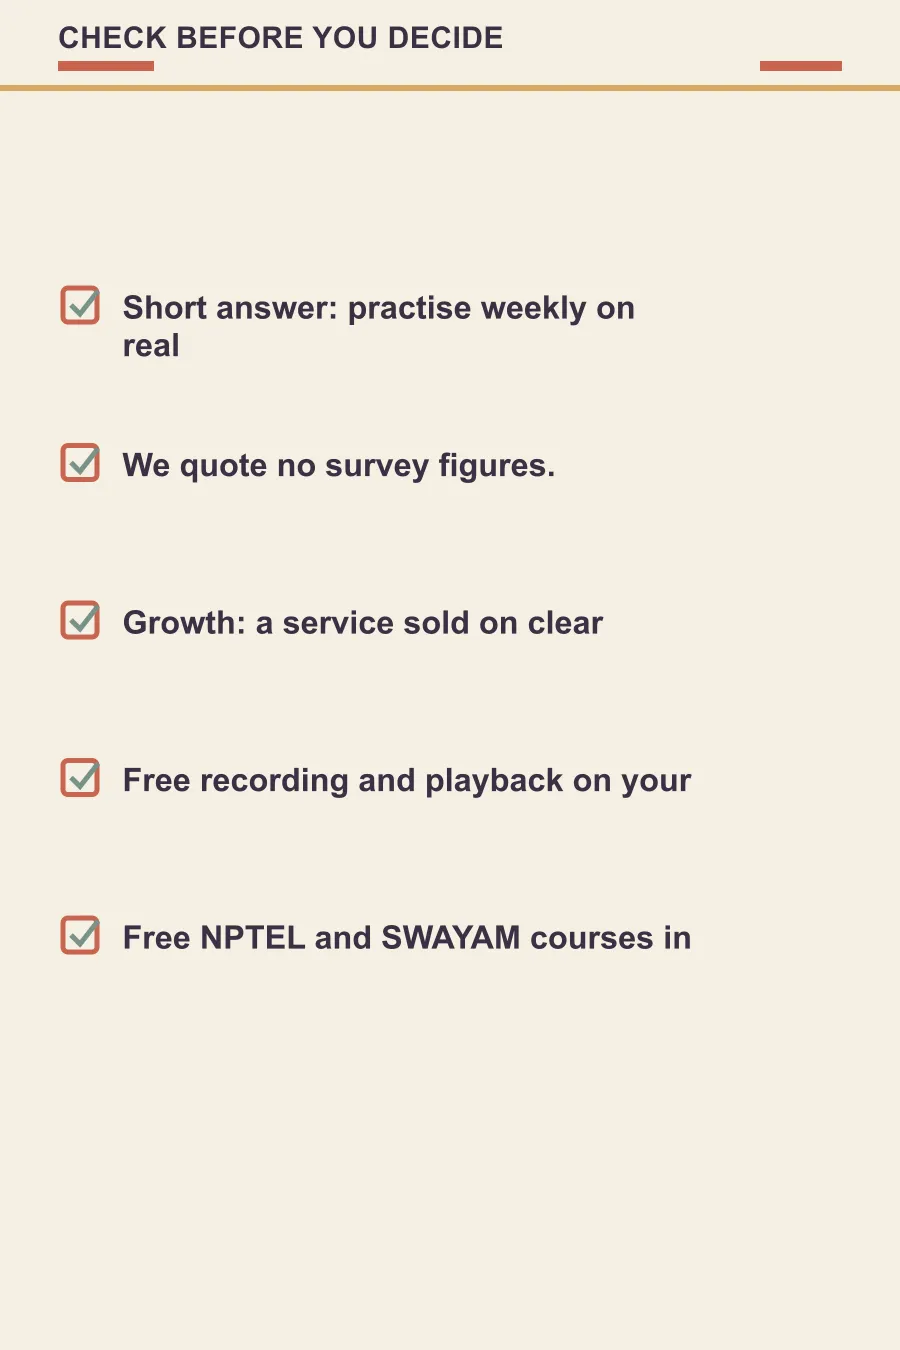 CHECK BEFORE YOU DECIDE
Short answer: practise weekly on
real
We quote no survey figures.
Growth: a service sold on clear
Free recording and playback on your
Free NPTEL and SWAYAM courses in